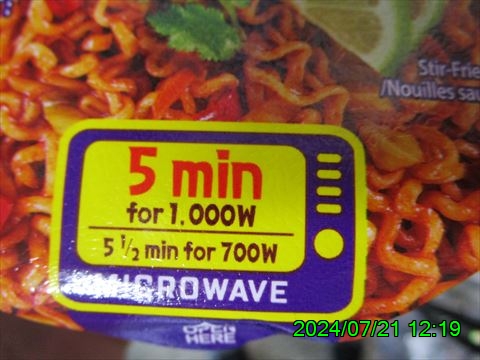 Stir-Frie
/Nouilles sau
5 min
for 1.000W
5 1/2 min for 700W
MICROWAVE
OPEN
HERE
2024/07/21 12:19